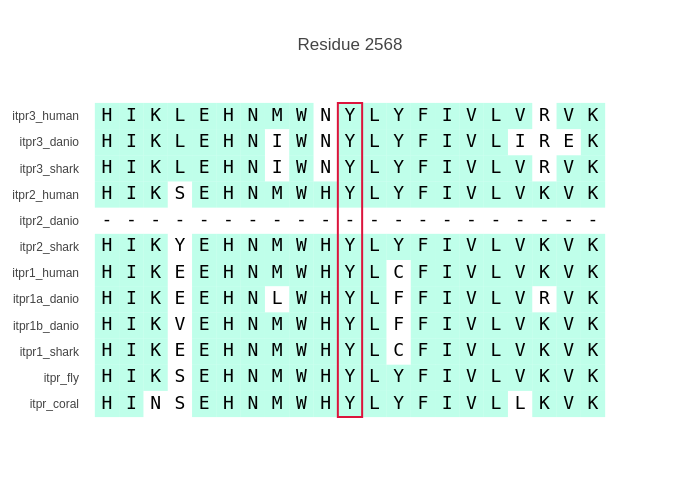 Residue 2568
itpr3_human H I K L E H N M W N Y L Y F I V L V R V K
itpr3_danio H I K L E H N I W N Y L Y F I V L I R E K
itpr3_shark H I K L E H N I W N Y L Y F I V L V R V K
itpr2_human H I K S E H N M W H Y L Y F I V L V K V K
itpr2_danio - - - - - - - - - - - - - - - - - - - - -
itpr2_shark H I K Y E H N M W H Y L Y F I V L V K V K
itpr1_human H I K E E H N M W H Y L C F I V L V K V K
itpr1a_danio H I K E E H N L W H Y L F F I V L V R V K
itpr1b_danio H I K V E H N M W H Y L F F I V L V K V K
itpr1_shark H I K E E H N M W H Y L C F I V L V K V K
itpr_fly H I K S E H N M W H Y L Y F I V L V K V K
itpr_coral H I N S E H N M W H Y L Y F I V L L K V K